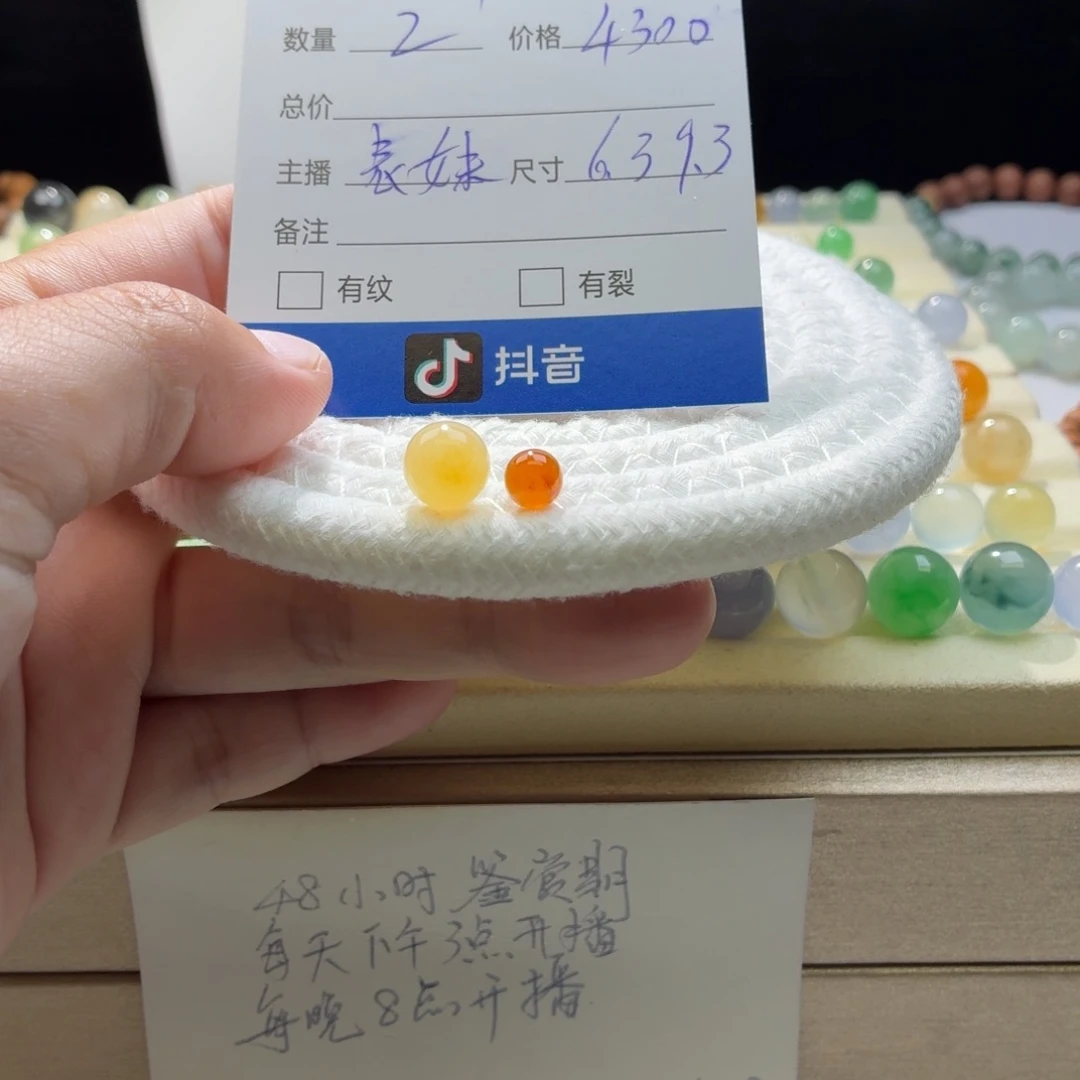 数量 2 价格 4300
总价
主播 表妹 尺寸 6.3 9.3
备注
有纹 有裂
抖音
48小时鉴赏期
每天下午3点开播
每晚8点开播